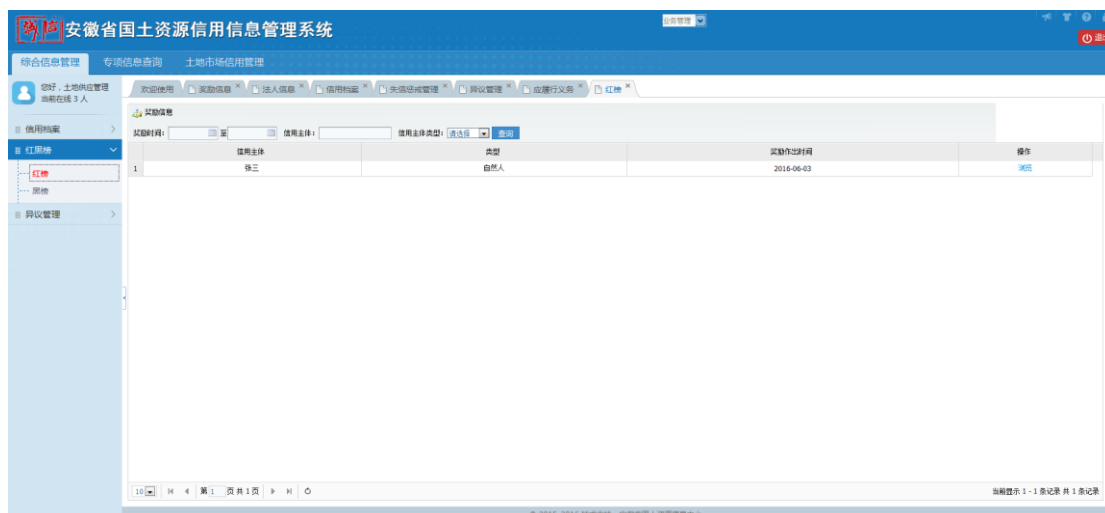 安徽省国土资源信用信息管理系统
业务管理
综合信息管理 专项信息查询 土地市场信用管理
您好，土地供应管理
当前在线 3 人
欢迎使用 奖励信息 法人信息 信用档案 失信惩戒管理 异议管理 应履行义务 红榜
信用档案
红黑榜
红榜
黑榜
异议管理
奖励信息
奖励时间： 至 信用主体： 信用主体类型： 请选择 查询
信用主体 类型 奖励作出时间 操作
1 张三 自然人 2016-06-03 浏览
10 第 1 页共1页
当前显示 1 - 1 条记录 共 1 条记录